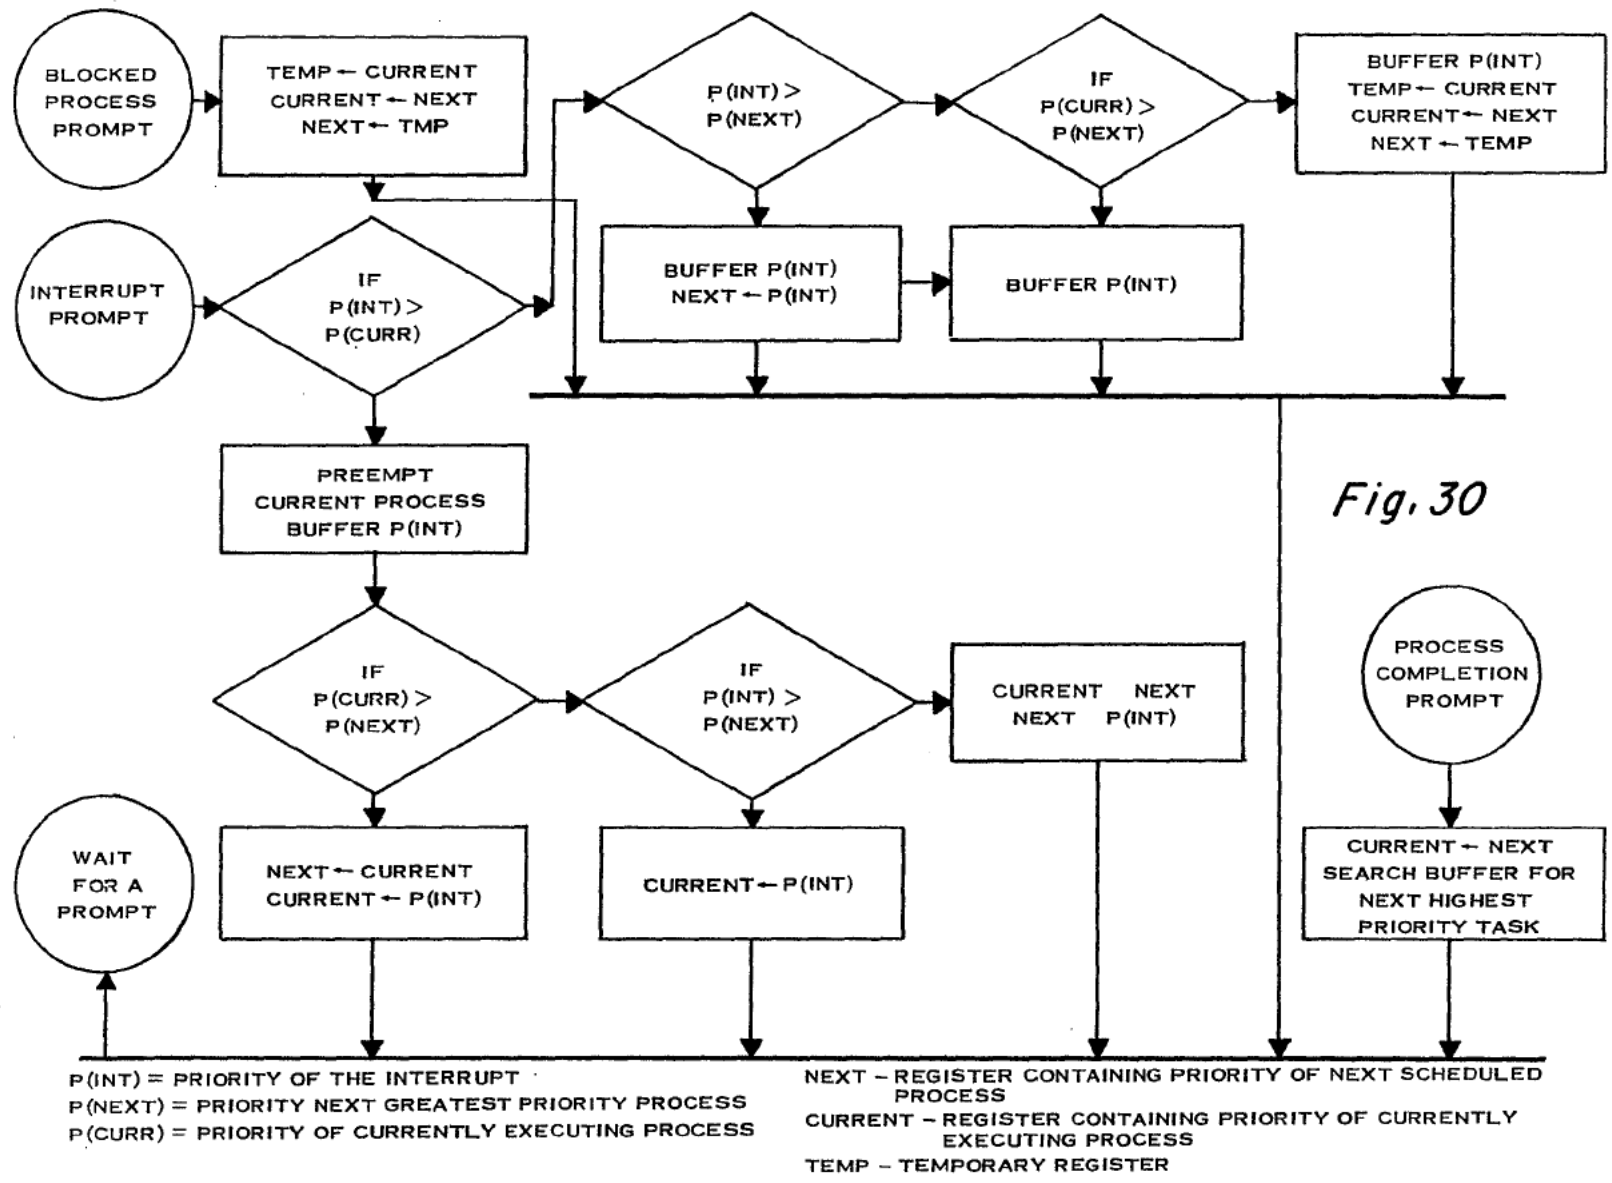 BLOCKED
PROCESS
PROMPT
TEMP ← CURRENT
CURRENT ← NEXT
NEXT ← TMP
P(INT) >
P(NEXT)
IF
P(CURR) >
P(NEXT)
BUFFER P(INT)
TEMP ← CURRENT
CURRENT ← NEXT
NEXT ← TEMP
INTERRUPT
PROMPT
IF
P(INT) >
P(CURR)
BUFFER P(INT)
NEXT ← P(INT)
BUFFER P(INT)
PREEMPT
CURRENT PROCESS
BUFFER P(INT)
Fig. 30
IF
P(CURR) >
P(NEXT)
IF
P(INT) >
P(NEXT)
CURRENT NEXT
NEXT P(INT)
PROCESS
COMPLETION
PROMPT
WAIT
FOR A
PROMPT
NEXT ← CURRENT
CURRENT ← P(INT)
CURRENT ← P(INT)
CURRENT ← NEXT
SEARCH BUFFER FOR
NEXT HIGHEST
PRIORITY TASK
P(INT) = PRIORITY OF THE INTERRUPT
P(NEXT) = PRIORITY NEXT GREATEST PRIORITY PROCESS
P(CURR) = PRIORITY OF CURRENTLY EXECUTING PROCESS
NEXT – REGISTER CONTAINING PRIORITY OF NEXT SCHEDULED
PROCESS
CURRENT – REGISTER CONTAINING PRIORITY OF CURRENTLY
EXECUTING PROCESS
TEMP – TEMPORARY REGISTER